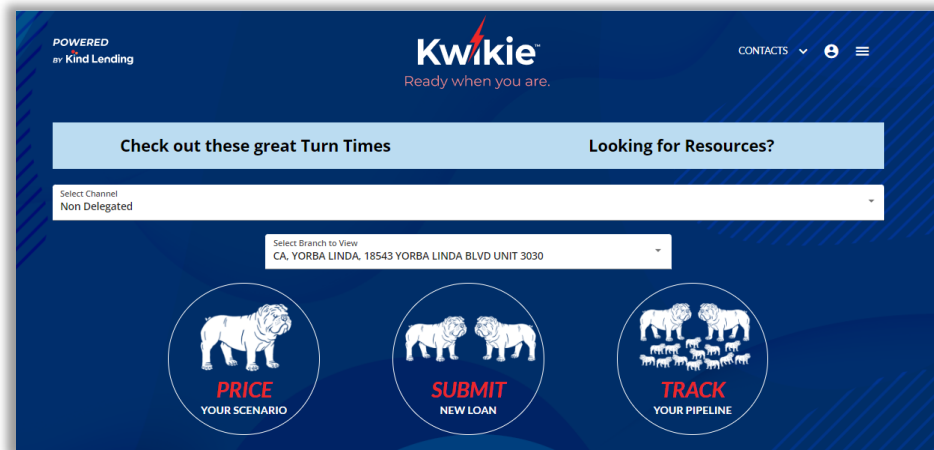 POWERED
BY Kind Lending
Kwikie™
Ready when you are.
CONTACTS
Check out these great Turn Times
Looking for Resources?
Select Channel
Non Delegated
Select Branch to View
CA, YORBA LINDA, 18543 YORBA LINDA BLVD UNIT 3030
PRICE
YOUR SCENARIO
SUBMIT
NEW LOAN
TRACK
YOUR PIPELINE